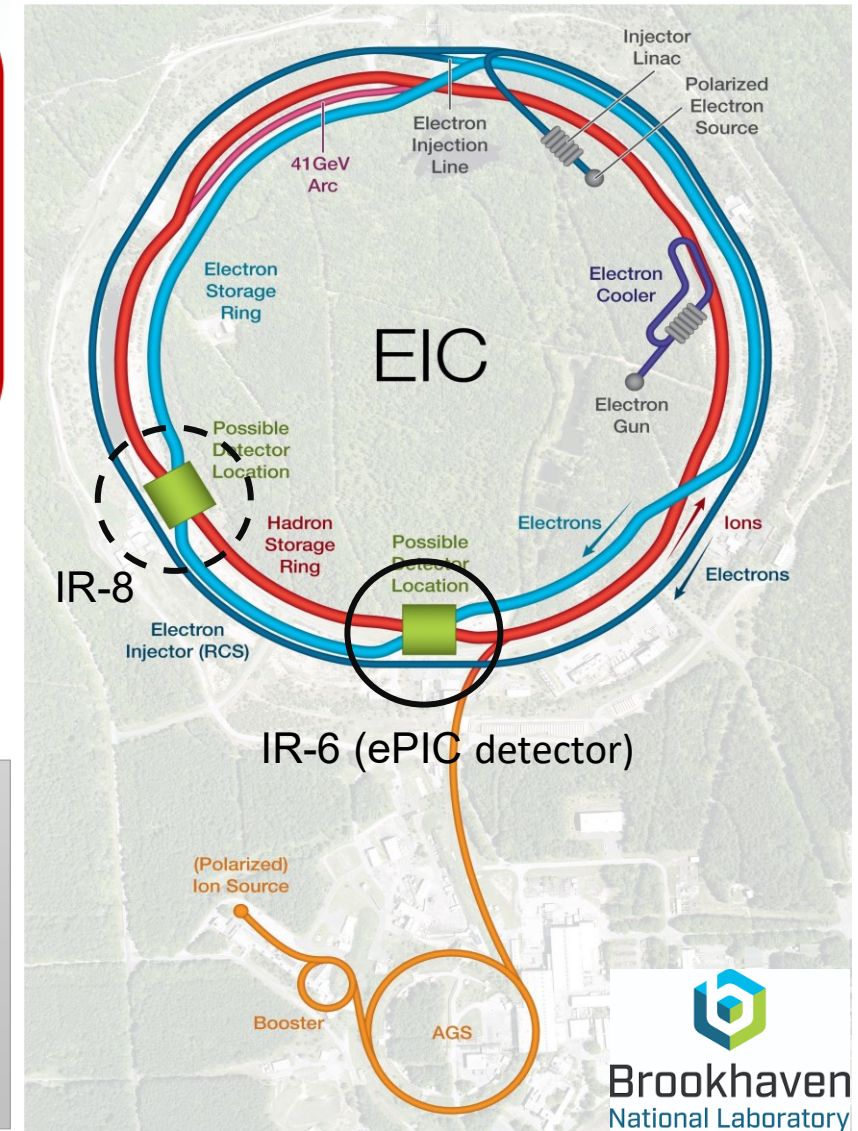 Injector
Linac
Polarized
Electron
Source
Electron
Injection
Line
41GeV
Arc
Electron
Storage
Ring
Electron
Cooler
EIC
Electron
Gun
Possible
Detector
Location
Hadron
Storage
Ring
Electrons
Ions
Possible
Detector
Location
Electrons
IR-8
Electron
Injector (RCS)
IR-6 (ePIC detector)
(Polarized)
Ion Source
Booster
AGS
Brookhaven
National Laboratory